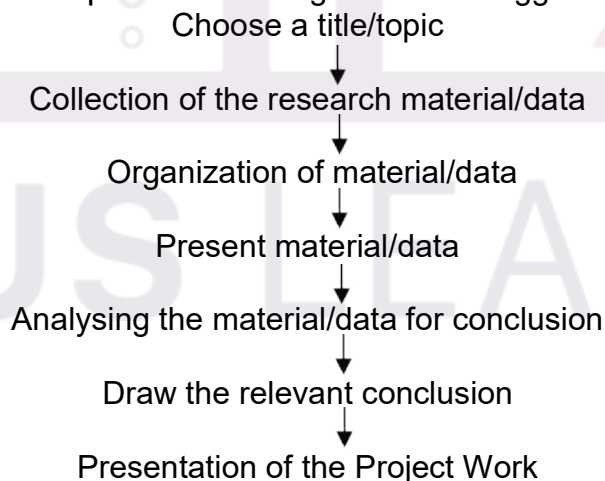 Choose a title/topic
Collection of the research material/data
Organization of material/data
Present material/data
Analysing the material/data for conclusion
Draw the relevant conclusion
Presentation of the Project Work